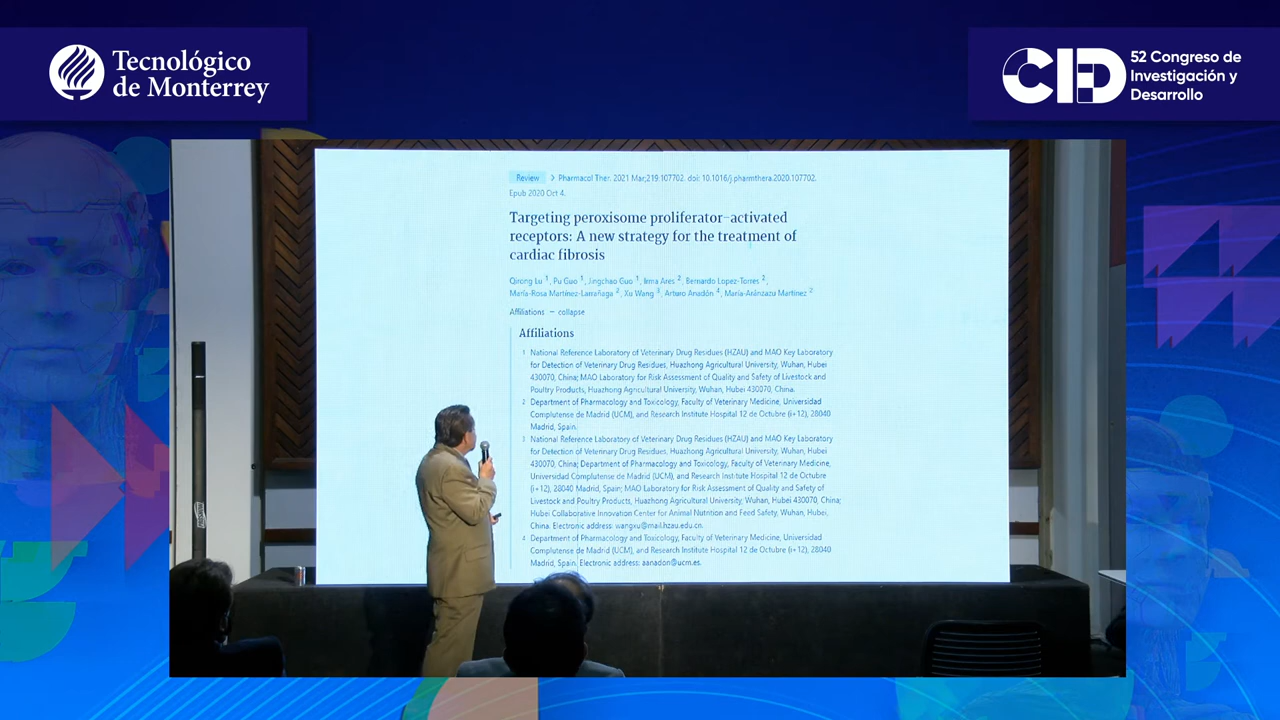 Tecnológico
de Monterrey
CID
52 Congreso de
Investigación y
Desarrollo
Review > Pharmacol Ther. 2021 Mar;219:107702. doi: 10.1016/j.pharmthera.2020.107702.
Epub 2020 Oct 4.
Targeting peroxisome proliferator-activated
receptors: A new strategy for the treatment of
cardiac fibrosis
Qirong Lu 1, Pu Guo 1, Jingchao Guo 1, Irma Ares 2, Bernardo Lopez-Torres 2,
María-Rosa Martínez-Larrañaga 2, Xu Wang 3, Arturo Anadón 4, María-Aránzazu Martínez 2
Affiliations – collapse
Affiliations
1 National Reference Laboratory of Veterinary Drug Residues (HZAU) and MAO Key Laboratory
for Detection of Veterinary Drug Residues, Huazhong Agricultural University, Wuhan, Hubei
430070, China; MAO Laboratory for Risk Assessment of Quality and Safety of Livestock and
Poultry Products, Huazhong Agricultural University, Wuhan, Hubei 430070, China.
2 Department of Pharmacology and Toxicology, Faculty of Veterinary Medicine, Universidad
Complutense de Madrid (UCM), and Research Institute Hospital 12 de Octubre (i+12), 28040
Madrid, Spain.
3 National Reference Laboratory of Veterinary Drug Residues (HZAU) and MAO Key Laboratory
for Detection of Veterinary Drug Residues, Huazhong Agricultural University, Wuhan, Hubei
430070, China; Department of Pharmacology and Toxicology, Faculty of Veterinary Medicine,
Universidad Complutense de Madrid (UCM), and Research Institute Hospital 12 de Octubre
(i+12), 28040 Madrid, Spain; MAO Laboratory for Risk Assessment of Quality and Safety of
Livestock and Poultry Products, Huazhong Agricultural University, Wuhan, Hubei 430070, China;
Hubei Collaborative Innovation Center for Animal Nutrition and Feed Safety, Wuhan, Hubei,
China. Electronic address: wangxu@mail.hzau.edu.cn.
4 Department of Pharmacology and Toxicology, Faculty of Veterinary Medicine, Universidad
Complutense de Madrid (UCM), and Research Institute Hospital 12 de Octubre (i+12), 28040
Madrid, Spain. Electronic address: aanadon@ucm.es.